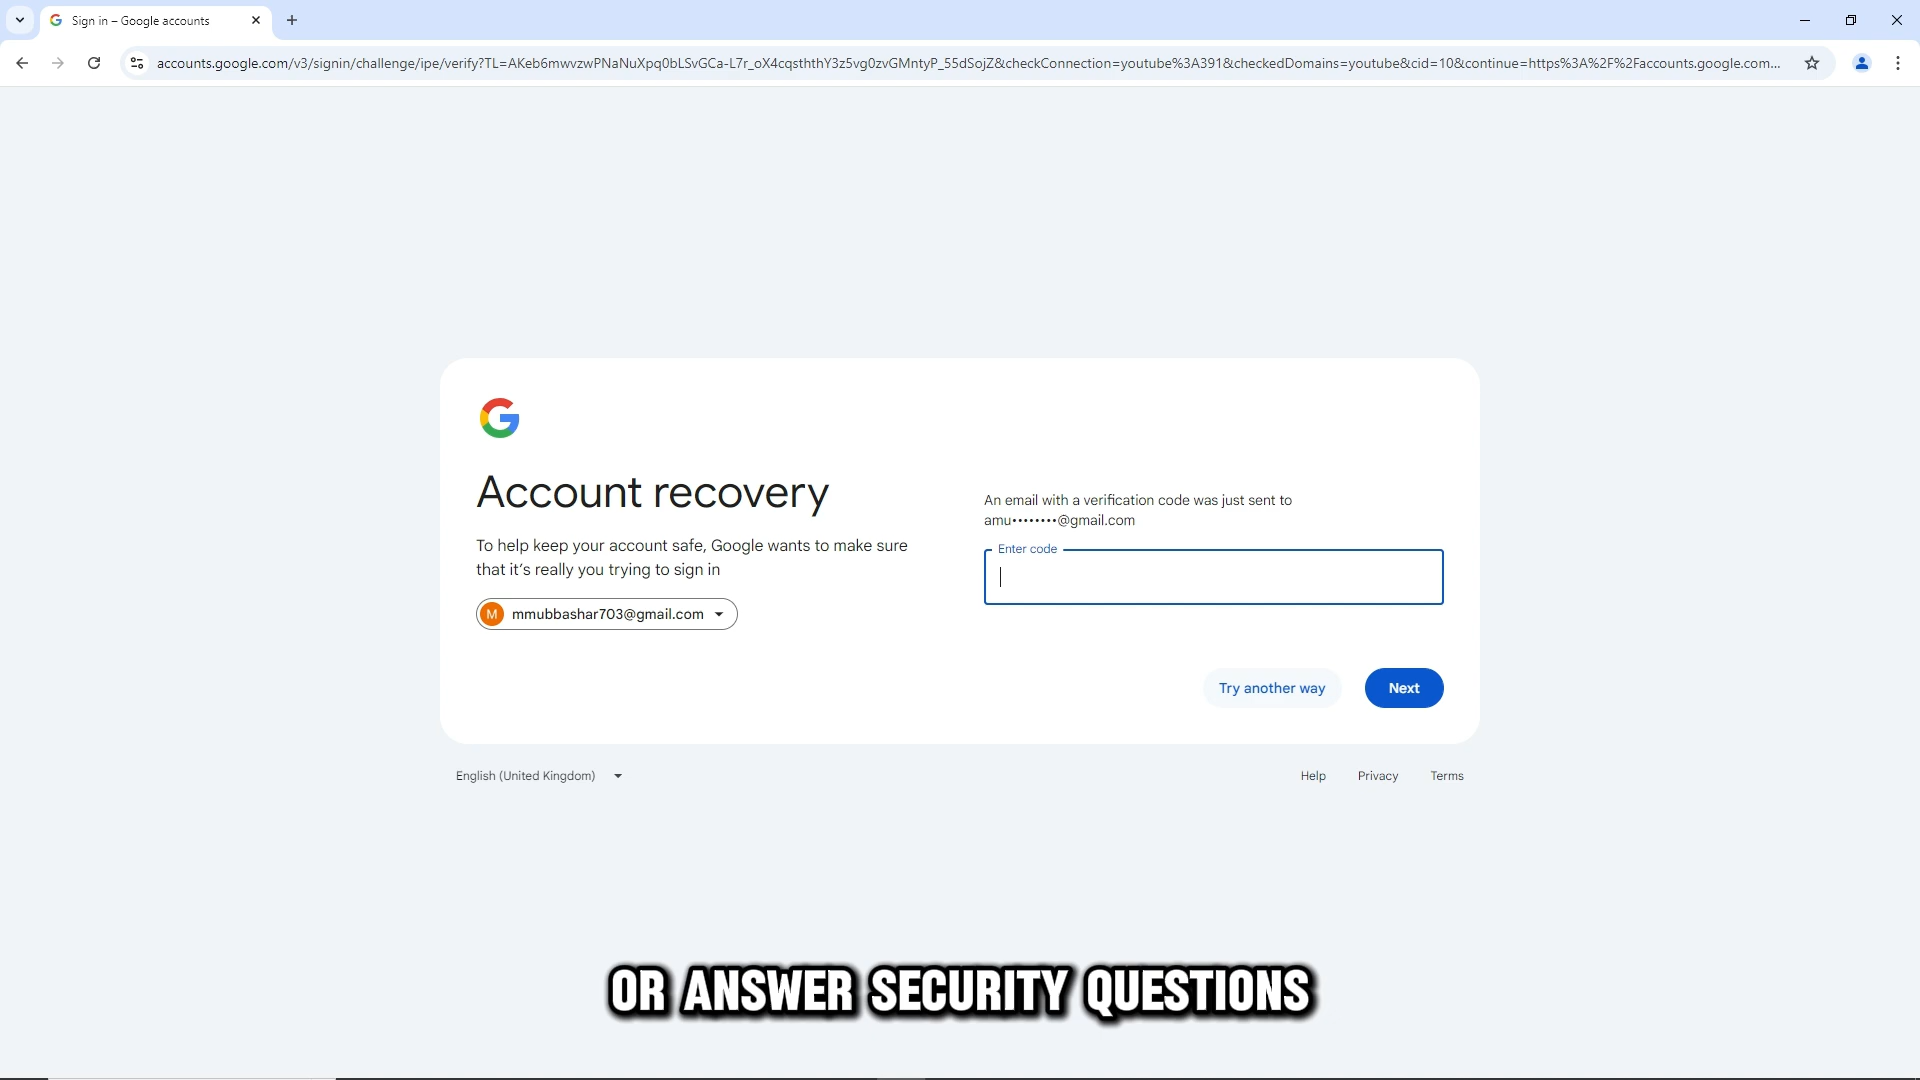 Sign in – Google accounts
accounts.google.com/v3/signin/challenge/ipe/verify?TL=AKeb6mwvzwPNaNuXpq0bLSvGCa-L7r_oX4cqsththY3z5vg0zvGMntyP_55dSojZ&checkConnection=youtube%3A391&checkedDomains=youtube&cid=10&continue=https%3A%2F%2Faccounts.google.com...
Account recovery
To help keep your account safe, Google wants to make sure
that it's really you trying to sign in
M mmubbashar703@gmail.com
An email with a verification code was just sent to
amu••••••••@gmail.com
Enter code
Try another way
Next
English (United Kingdom)
Help Privacy Terms
OR ANSWER SECURITY QUESTIONS